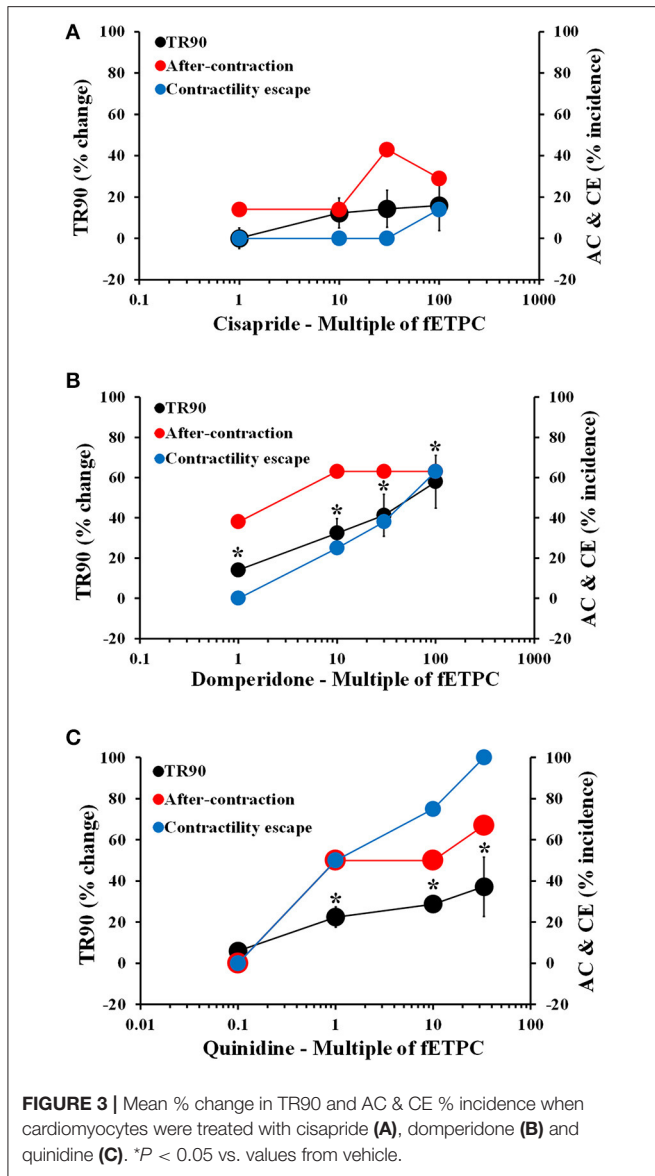 A
TR90
After-contraction
Contractility escape
100
80
60
40
20
0
-20
TR90 (% change)
100
80
60
40
20
0
-20
AC & CE (% incidence)
0.1 1 10 100 1000
Cisapride - Multiple of fETPC
B
TR90
After-contraction
Contractility escape
100
80
60
40
20
0
-20
TR90 (% change)
100
80
60
40
20
0
-20
AC & CE (% incidence)
* * * *
0.1 1 10 100 1000
Domperidone - Multiple of fETPC
C
TR90
After-contraction
Contractility escape
100
80
60
40
20
0
-20
TR90 (% change)
100
80
60
40
20
0
-20
AC & CE (% incidence)
* * *
0.01 0.1 1 10 100
Quinidine - Multiple of fETPC
FIGURE 3 | Mean % change in TR90 and AC & CE % incidence when
cardiomyocytes were treated with cisapride (A), domperidone (B) and
quinidine (C). *P < 0.05 vs. values from vehicle.